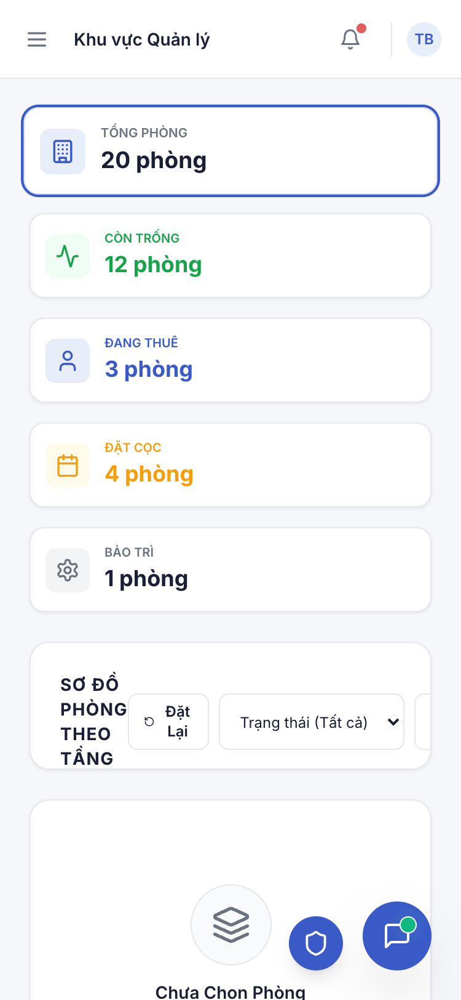 Khu vực Quản lý
TB
TỔNG PHÒNG
20 phòng
CÒN TRỐNG
12 phòng
ĐANG THUÊ
3 phòng
ĐẶT CỌC
4 phòng
BẢO TRÌ
1 phòng
SƠ ĐỒ
PHÒNG
THEO
TẦNG
Đặt
Lại
Trạng thái (Tất cả)
Chưa Chọn Phòng